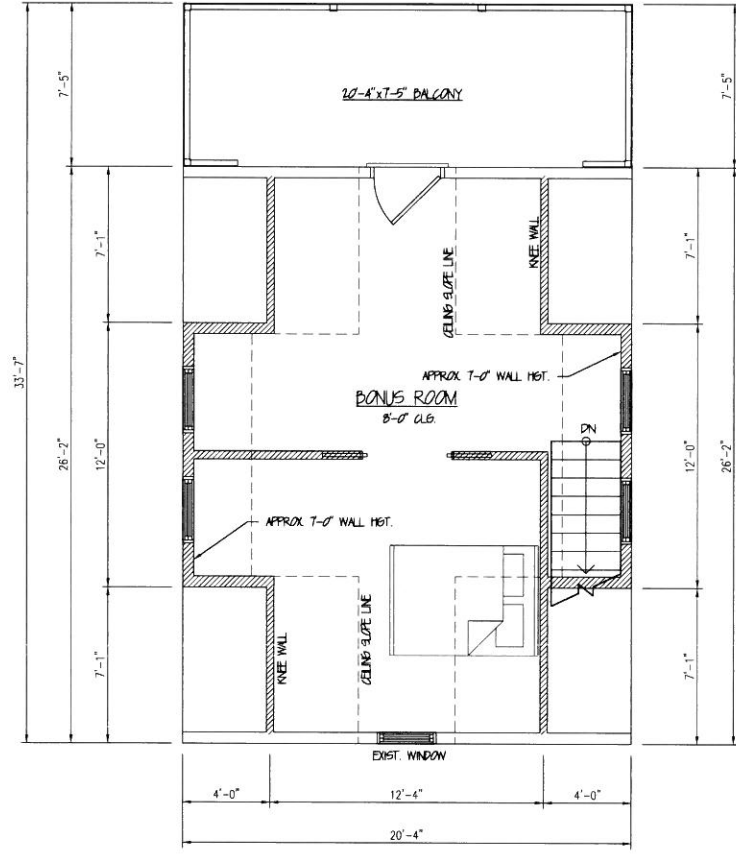 20'-4"x7'-5" BALCONY
7'-5"
7'-5"
7'-1"
7'-1"
KNEE WALL
CEILING SLOPE LINE
33'-7"
26'-2"
12'-0"
APPROX. 7'-0" WALL HGT.
BONUS ROOM
8'-0" CLG.
DN
12'-0"
26'-2"
33'-7"
APPROX. 7'-0" WALL HGT.
7'-1"
KNEE WALL
CEILING SLOPE LINE
7'-1"
EXIST. WINDOW
4'-0"
12'-4"
4'-0"
20'-4"